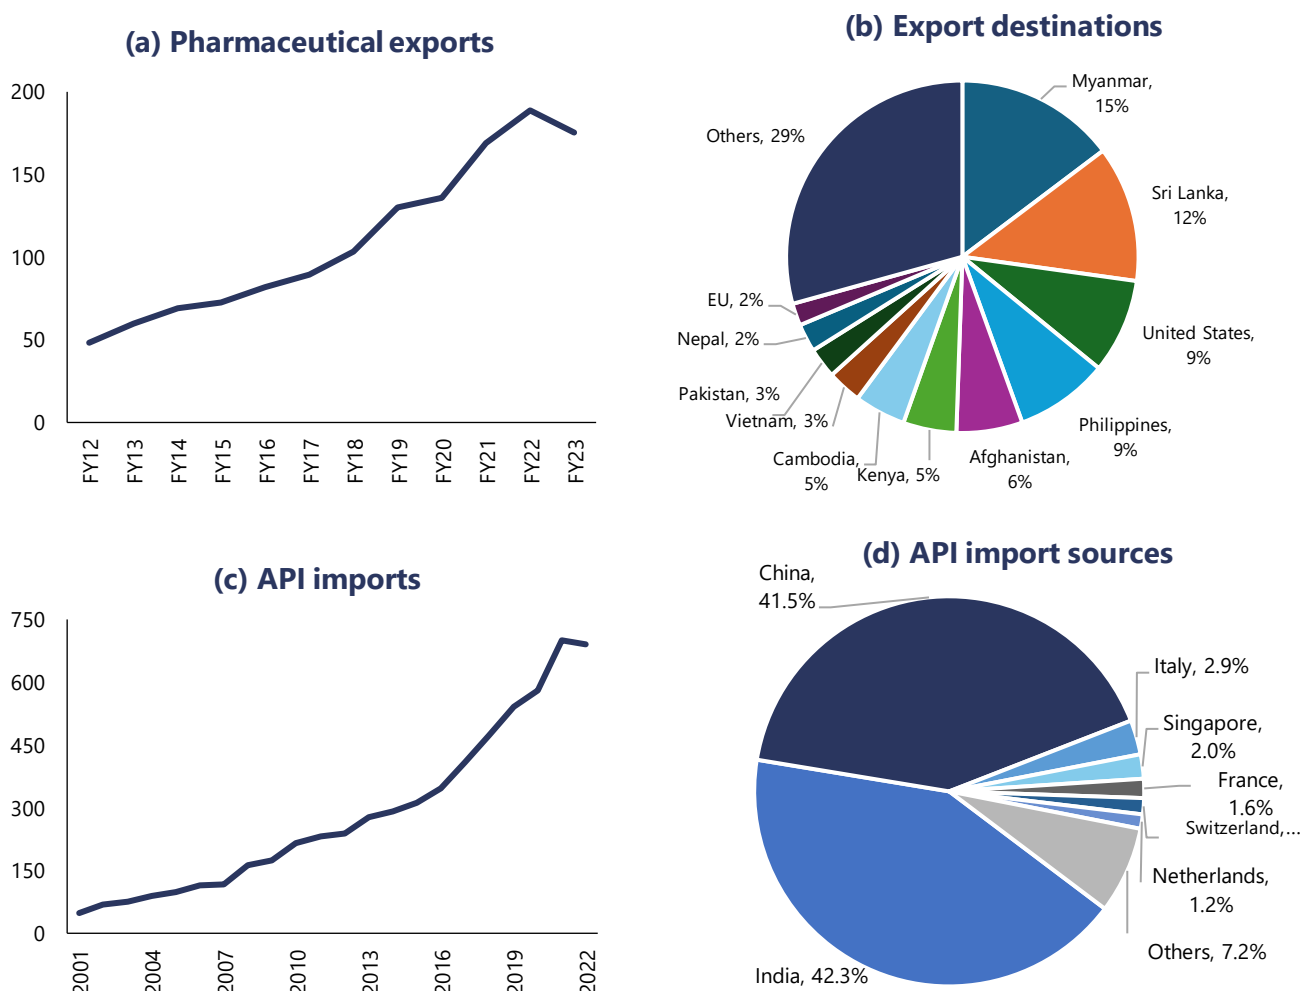 (a) Pharmaceutical exports
200
150
100
50
0
FY12
FY13
FY14
FY15
FY16
FY17
FY18
FY19
FY20
FY21
FY22
FY23
(b) Export destinations
Myanmar,
15%
Others, 29%
Sri Lanka,
12%
EU, 2%
Nepal, 2%
United States,
9%
Pakistan, 3%
Vietnam, 3%
Philippines,
9%
Cambodia,
5%
Kenya, 5%
Afghanistan,
6%
(c) API imports
750
600
450
300
150
0
2001
2004
2007
2010
2013
2016
2019
2022
(d) API import sources
China,
41.5%
Italy, 2.9%
Singapore,
2.0%
France,
1.6%
Switzerland,...
Netherlands,
1.2%
Others, 7.2%
India, 42.3%